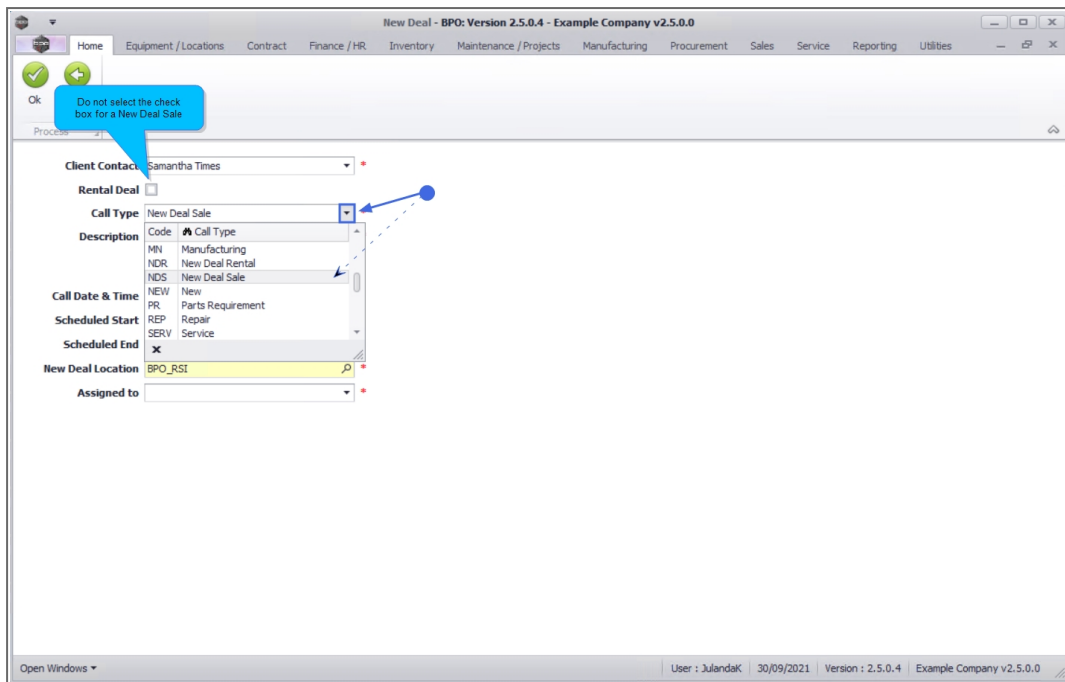 New Deal - BPO: Version 2.5.0.4 - Example Company v2.5.0.0
Home Equipment / Locations Contract Finance / HR Inventory Maintenance / Projects Manufacturing Procurement Sales Service Reporting Utilities
Ok
Do not select the check
box for a New Deal Sale
Process
Client Contact Samantha Times *
Rental Deal
Call Type New Deal Sale
Description
Code Call Type
MN Manufacturing
NDR New Deal Rental
NDS New Deal Sale
NEW New
PR Parts Requirement
REP Repair
SERV Service
Call Date & Time
Scheduled Start
Scheduled End
New Deal Location BPO_RSI *
Assigned to *
Open Windows User : JulandaK 30/09/2021 Version : 2.5.0.4 Example Company v2.5.0.0